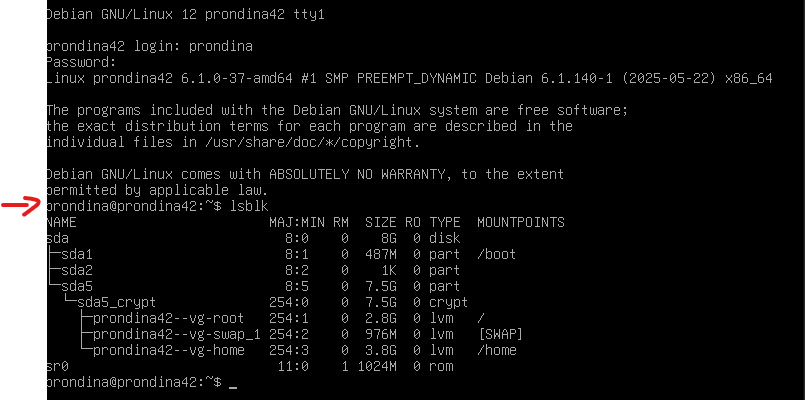 Debian GNU/Linux 12 prondina42 tty1
prondina42 login: prondina
Password:
Linux prondina42 6.1.0-37-amd64 #1 SMP PREEMPT_DYNAMIC Debian 6.1.140-1 (2025-05-22) x86_64
The programs included with the Debian GNU/Linux system are free software;
the exact distribution terms for each program are described in the
individual files in /usr/share/doc/*/copyright.
Debian GNU/Linux comes with ABSOLUTELY NO WARRANTY, to the extent
permitted by applicable law.
prondina@prondina42:~$ lsblk
NAME MAJ:MIN RM SIZE RO TYPE MOUNTPOINTS
sda 8:0 0 8G 0 disk
├─sda1 8:1 0 487M 0 part /boot
├─sda2 8:2 0 1K 0 part
└─sda5 8:5 0 7.5G 0 part
└─sda5_crypt 254:0 0 7.5G 0 crypt
├─prondina42--vg-root 254:1 0 2.8G 0 lvm /
├─prondina42--vg-swap_1 254:2 0 976M 0 lvm [SWAP]
└─prondina42--vg-home 254:3 0 3.8G 0 lvm /home
sr0 11:0 1 1024M 0 rom
prondina@prondina42:~$ _